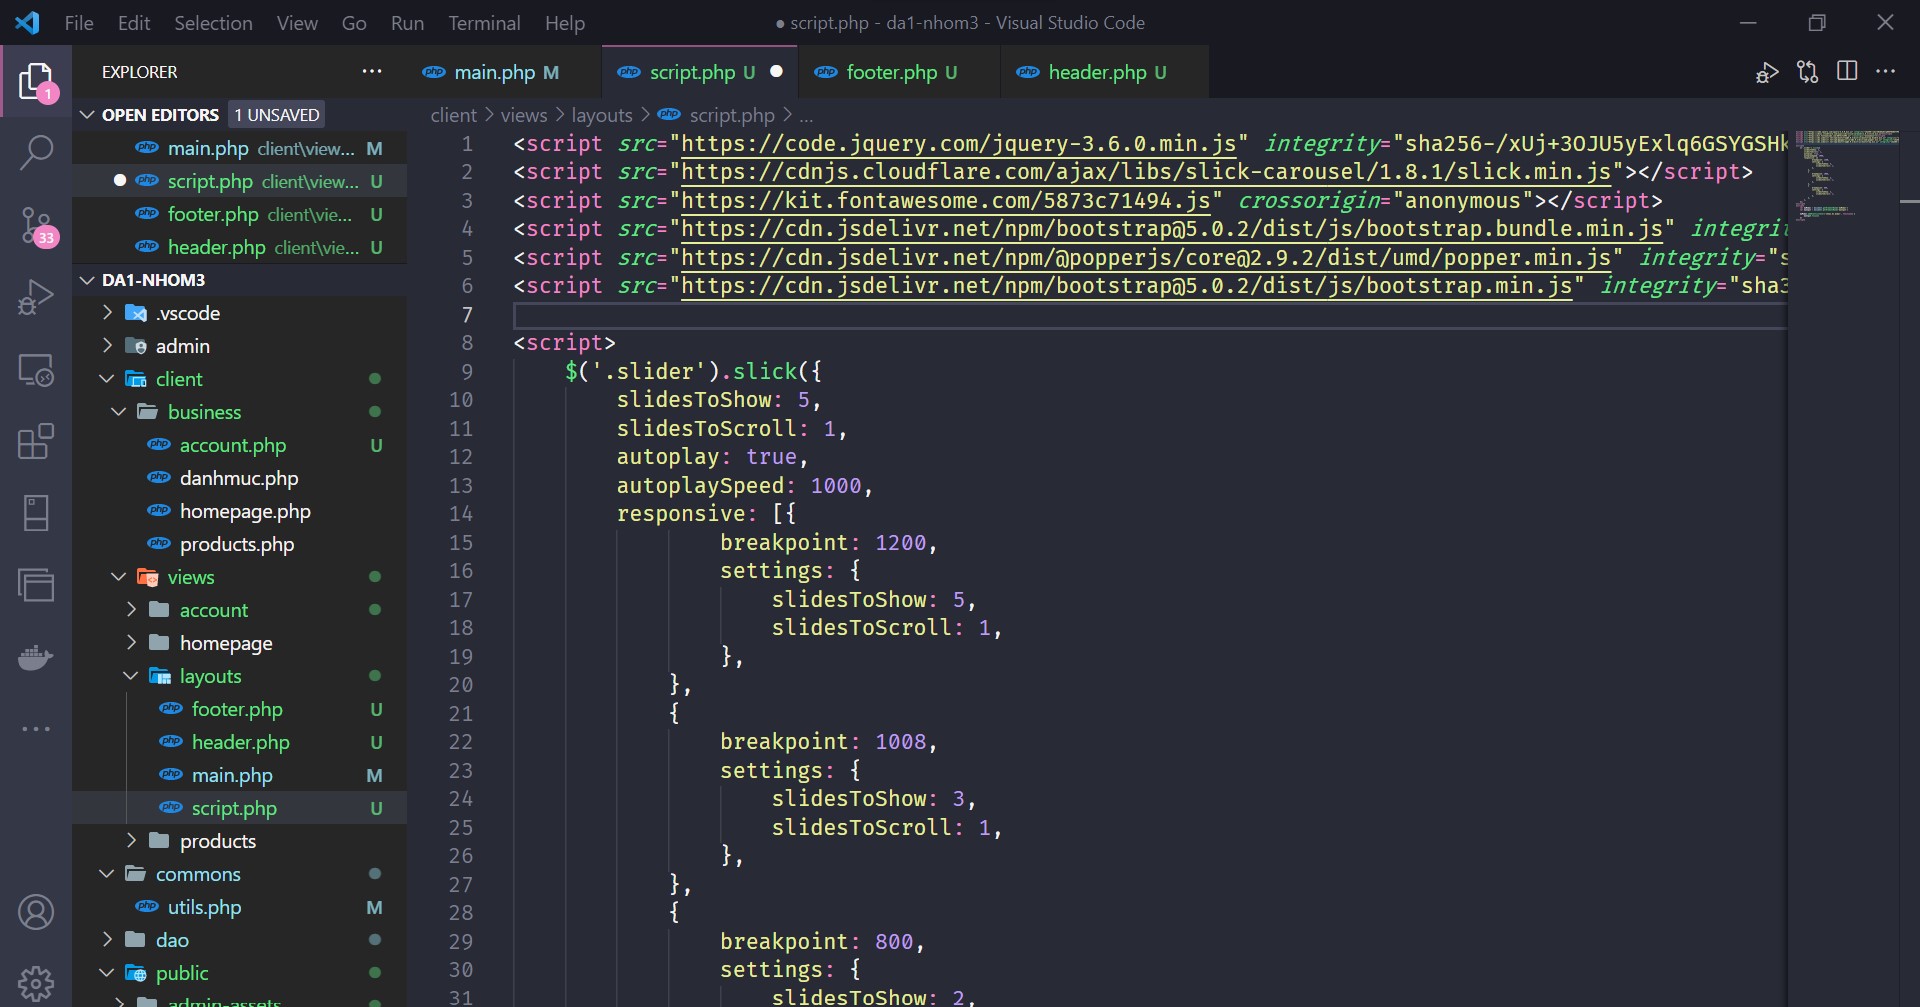 File Edit Selection View Go Run Terminal Help
● script.php - da1-nhom3 - Visual Studio Code
EXPLORER
main.php M
script.php U
footer.php U
header.php U
OPEN EDITORS 1 UNSAVED
main.php client\view... M
script.php client\view... U
footer.php client\vie... U
header.php client\vie... U
DA1-NHOM3
.vscode
admin
client
business
account.php U
danhmuc.php
homepage.php
products.php
views
account
homepage
layouts
footer.php U
header.php U
main.php M
script.php U
products
commons
utils.php M
dao
public
admin-assets
1
33
client > views > layouts > script.php > ...
1 <script src="https://code.jquery.com/jquery-3.6.0.min.js" integrity="sha256-/xUj+3OJU5yExlq6GSYGSHk
2 <script src="https://cdnjs.cloudflare.com/ajax/libs/slick-carousel/1.8.1/slick.min.js"></script>
3 <script src="https://kit.fontawesome.com/5873c71494.js" crossorigin="anonymous"></script>
4 <script src="https://cdn.jsdelivr.net/npm/bootstrap@5.0.2/dist/js/bootstrap.bundle.min.js" integrit
5 <script src="https://cdn.jsdelivr.net/npm/@popperjs/core@2.9.2/dist/umd/popper.min.js" integrity="s
6 <script src="https://cdn.jsdelivr.net/npm/bootstrap@5.0.2/dist/js/bootstrap.min.js" integrity="sha3
7
8 <script>
9 $('.slider').slick({
10 slidesToShow: 5,
11 slidesToScroll: 1,
12 autoplay: true,
13 autoplaySpeed: 1000,
14 responsive: [{
15 breakpoint: 1200,
16 settings: {
17 slidesToShow: 5,
18 slidesToScroll: 1,
19 },
20 },
21 {
22 breakpoint: 1008,
23 settings: {
24 slidesToShow: 3,
25 slidesToScroll: 1,
26 },
27 },
28 {
29 breakpoint: 800,
30 settings: {
31 slidesToShow: 2,